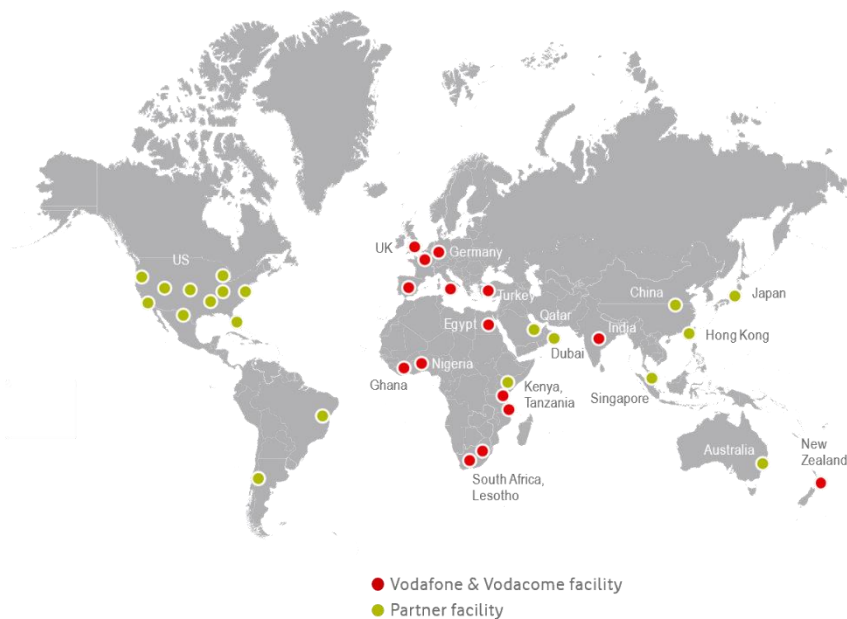 UK
Germany
US
Turkey
China
Japan
Qatar
Egypt
India
Hong Kong
Dubai
Nigeria
Ghana
Kenya,
Tanzania
Singapore
Australia
New
Zealand
South Africa,
Lesotho
Vodafone & Vodacome facility
Partner facility